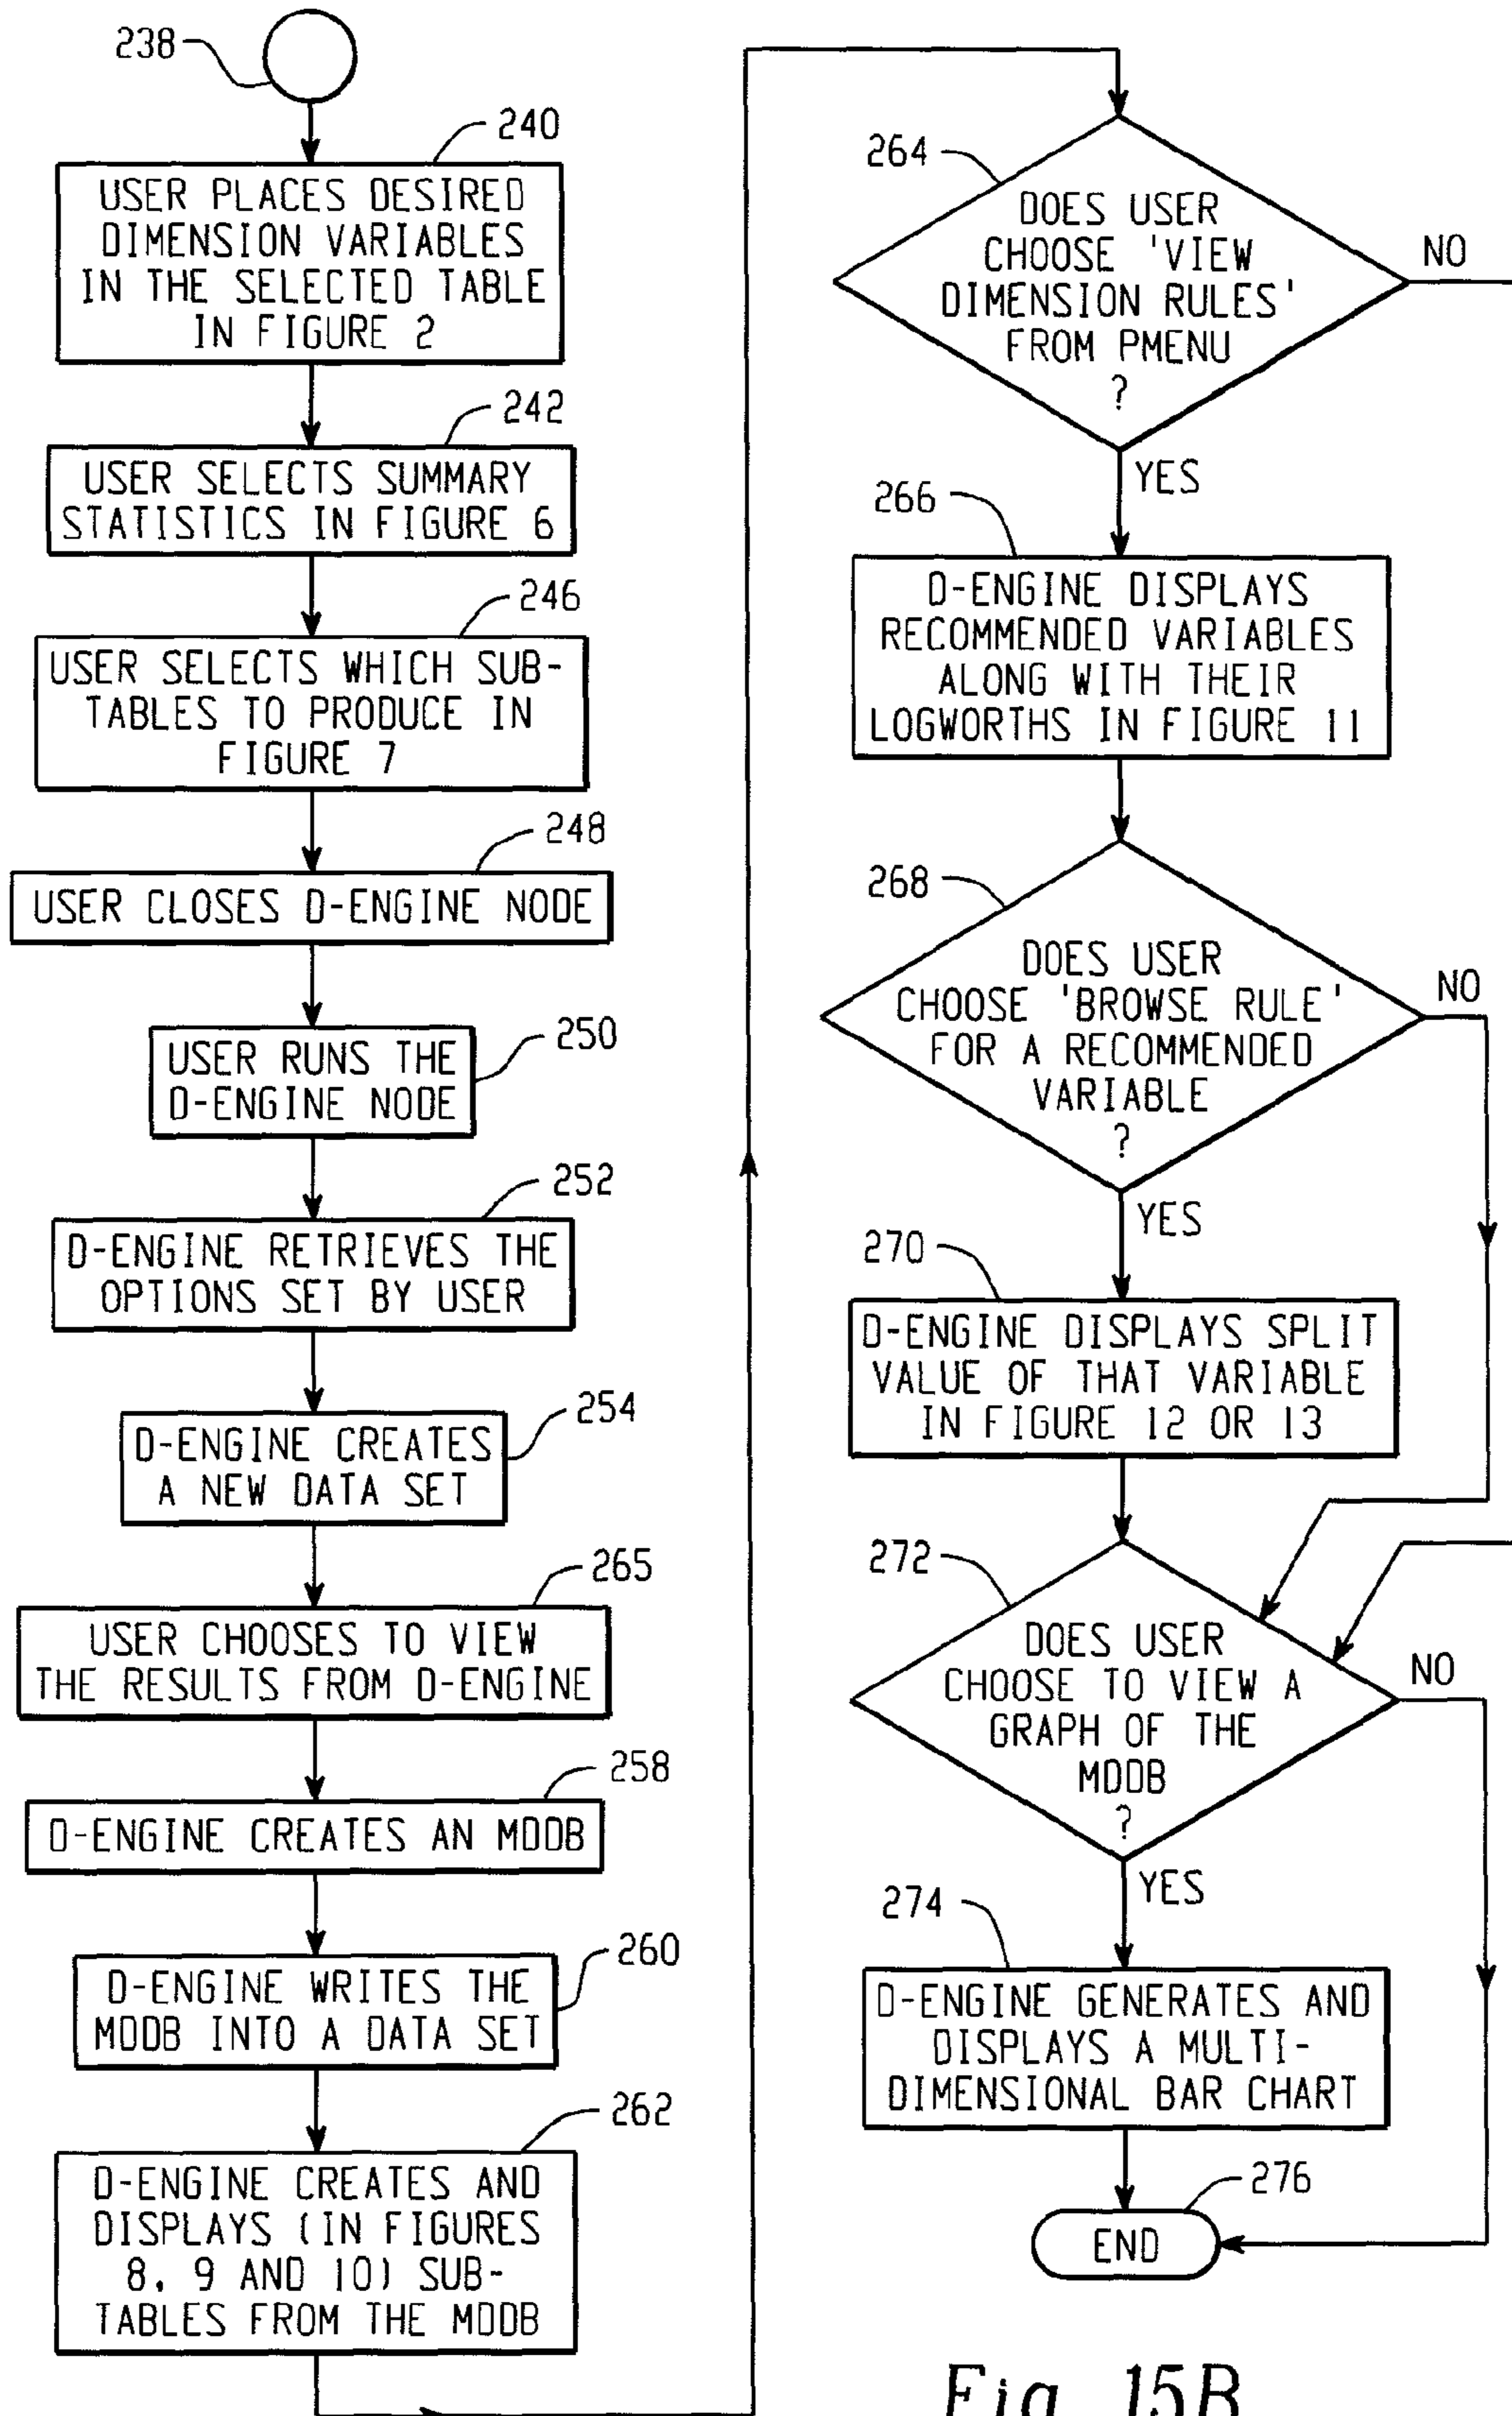 238
240
USER PLACES DESIRED
DIMENSION VARIABLES
IN THE SELECTED TABLE
IN FIGURE 2
242
USER SELECTS SUMMARY
STATISTICS IN FIGURE 6
246
USER SELECTS WHICH SUB-
TABLES TO PRODUCE IN
FIGURE 7
248
USER CLOSES D-ENGINE NODE
250
USER RUNS THE
D-ENGINE NODE
252
D-ENGINE RETRIEVES THE
OPTIONS SET BY USER
254
D-ENGINE CREATES
A NEW DATA SET
265
USER CHOOSES TO VIEW
THE RESULTS FROM D-ENGINE
258
D-ENGINE CREATES AN MDDB
260
D-ENGINE WRITES THE
MDDB INTO A DATA SET
262
D-ENGINE CREATES AND
DISPLAYS (IN FIGURES
8, 9 AND 10) SUB-
TABLES FROM THE MDDB
264
DOES USER
CHOOSE 'VIEW
DIMENSION RULES'
FROM PMENU
?
NO
YES
266
D-ENGINE DISPLAYS
RECOMMENDED VARIABLES
ALONG WITH THEIR
LOGWORTHS IN FIGURE 11
268
DOES USER
CHOOSE 'BROWSE RULE'
FOR A RECOMMENDED
VARIABLE
?
NO
YES
270
D-ENGINE DISPLAYS SPLIT
VALUE OF THAT VARIABLE
IN FIGURE 12 OR 13
272
DOES USER
CHOOSE TO VIEW A
GRAPH OF THE
MDDB
?
NO
YES
274
D-ENGINE GENERATES AND
DISPLAYS A MULTI-
DIMENSIONAL BAR CHART
276
END
Fig. 15B